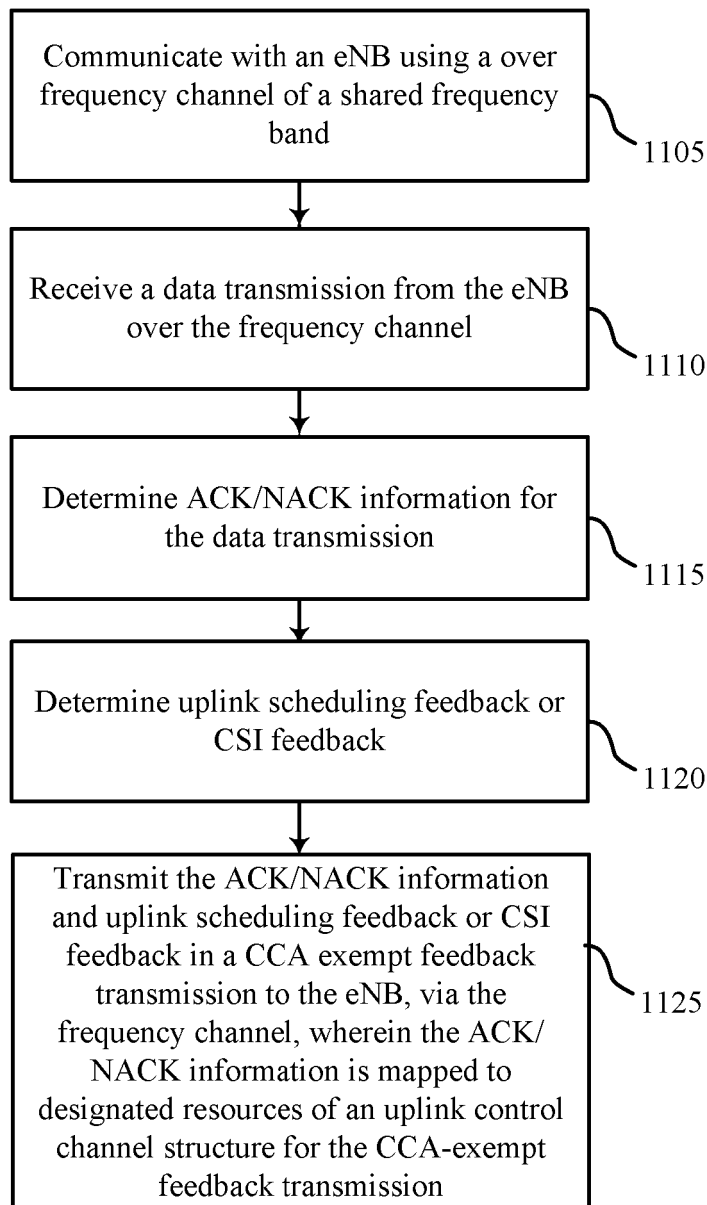 Communicate with an eNB using a over
frequency channel of a shared frequency
band
1105
Receive a data transmission from the eNB
over the frequency channel
1110
Determine ACK/NACK information for
the data transmission
1115
Determine uplink scheduling feedback or
CSI feedback
1120
Transmit the ACK/NACK information
and uplink scheduling feedback or CSI
feedback in a CCA exempt feedback
transmission to the eNB, via the
frequency channel, wherein the ACK/
NACK information is mapped to
designated resources of an uplink control
channel structure for the CCA-exempt
feedback transmission
1125